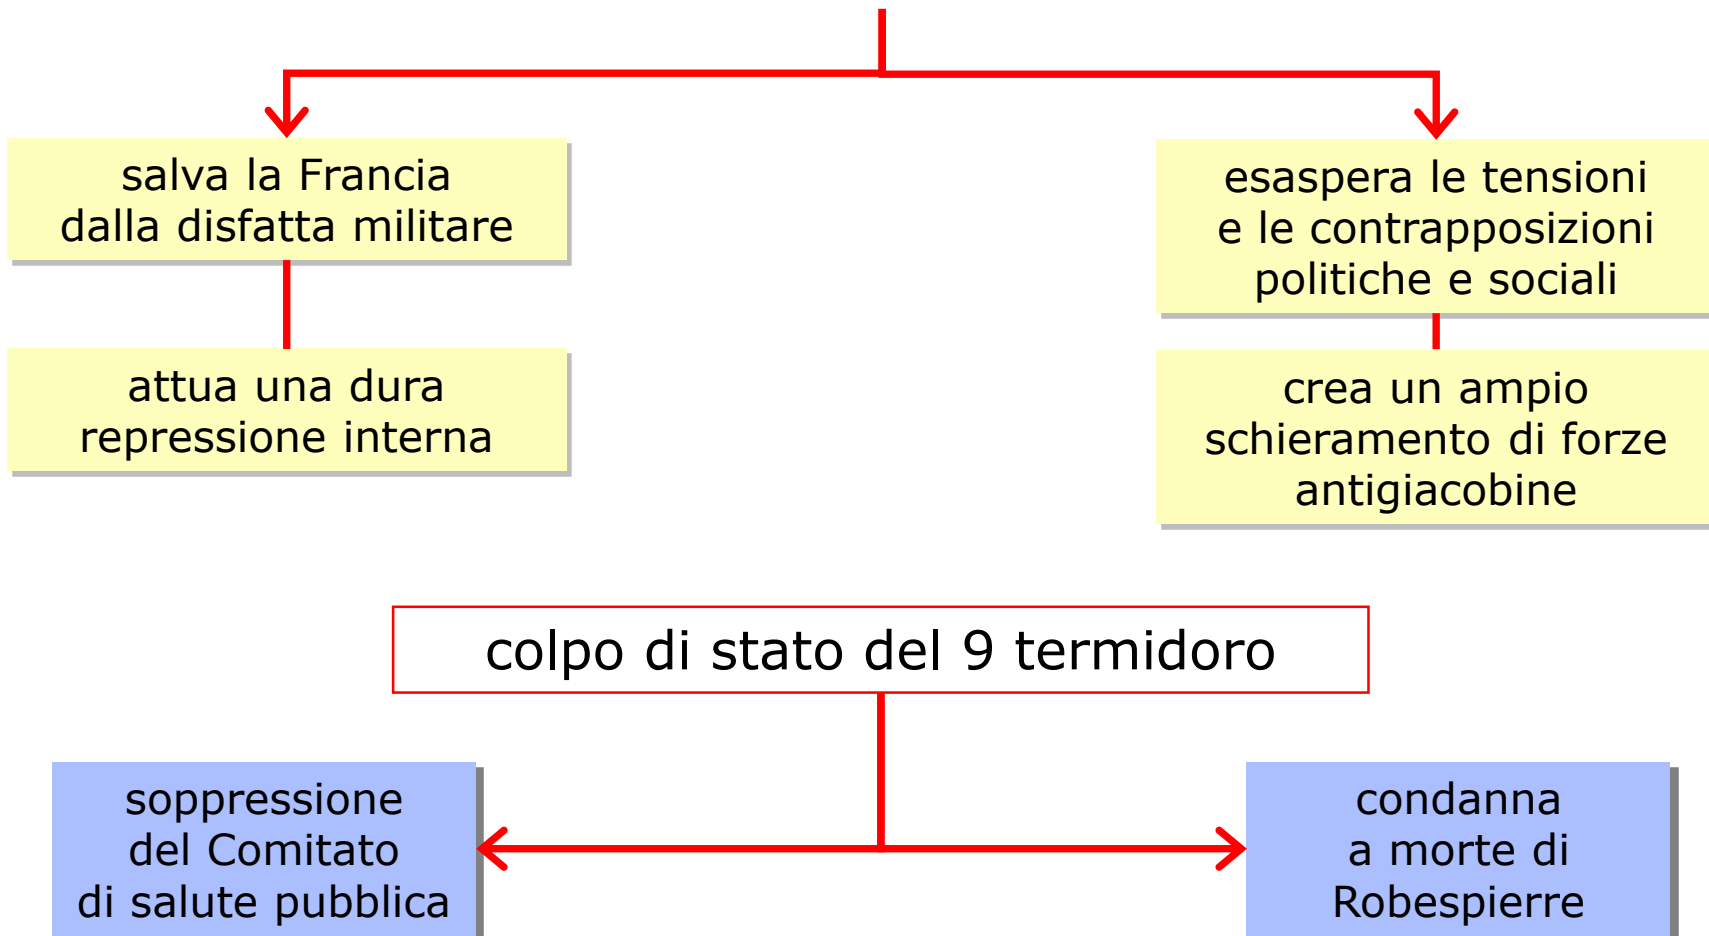 salva la Francia
dalla disfatta militare
attua una dura
repressione interna
esaspera le tensioni
e le contrapposizioni
politiche e sociali
crea un ampio
schieramento di forze
antigiacobine
colpo di stato del 9 termidoro
soppressione
del Comitato
di salute pubblica
condanna
a morte di
Robespierre